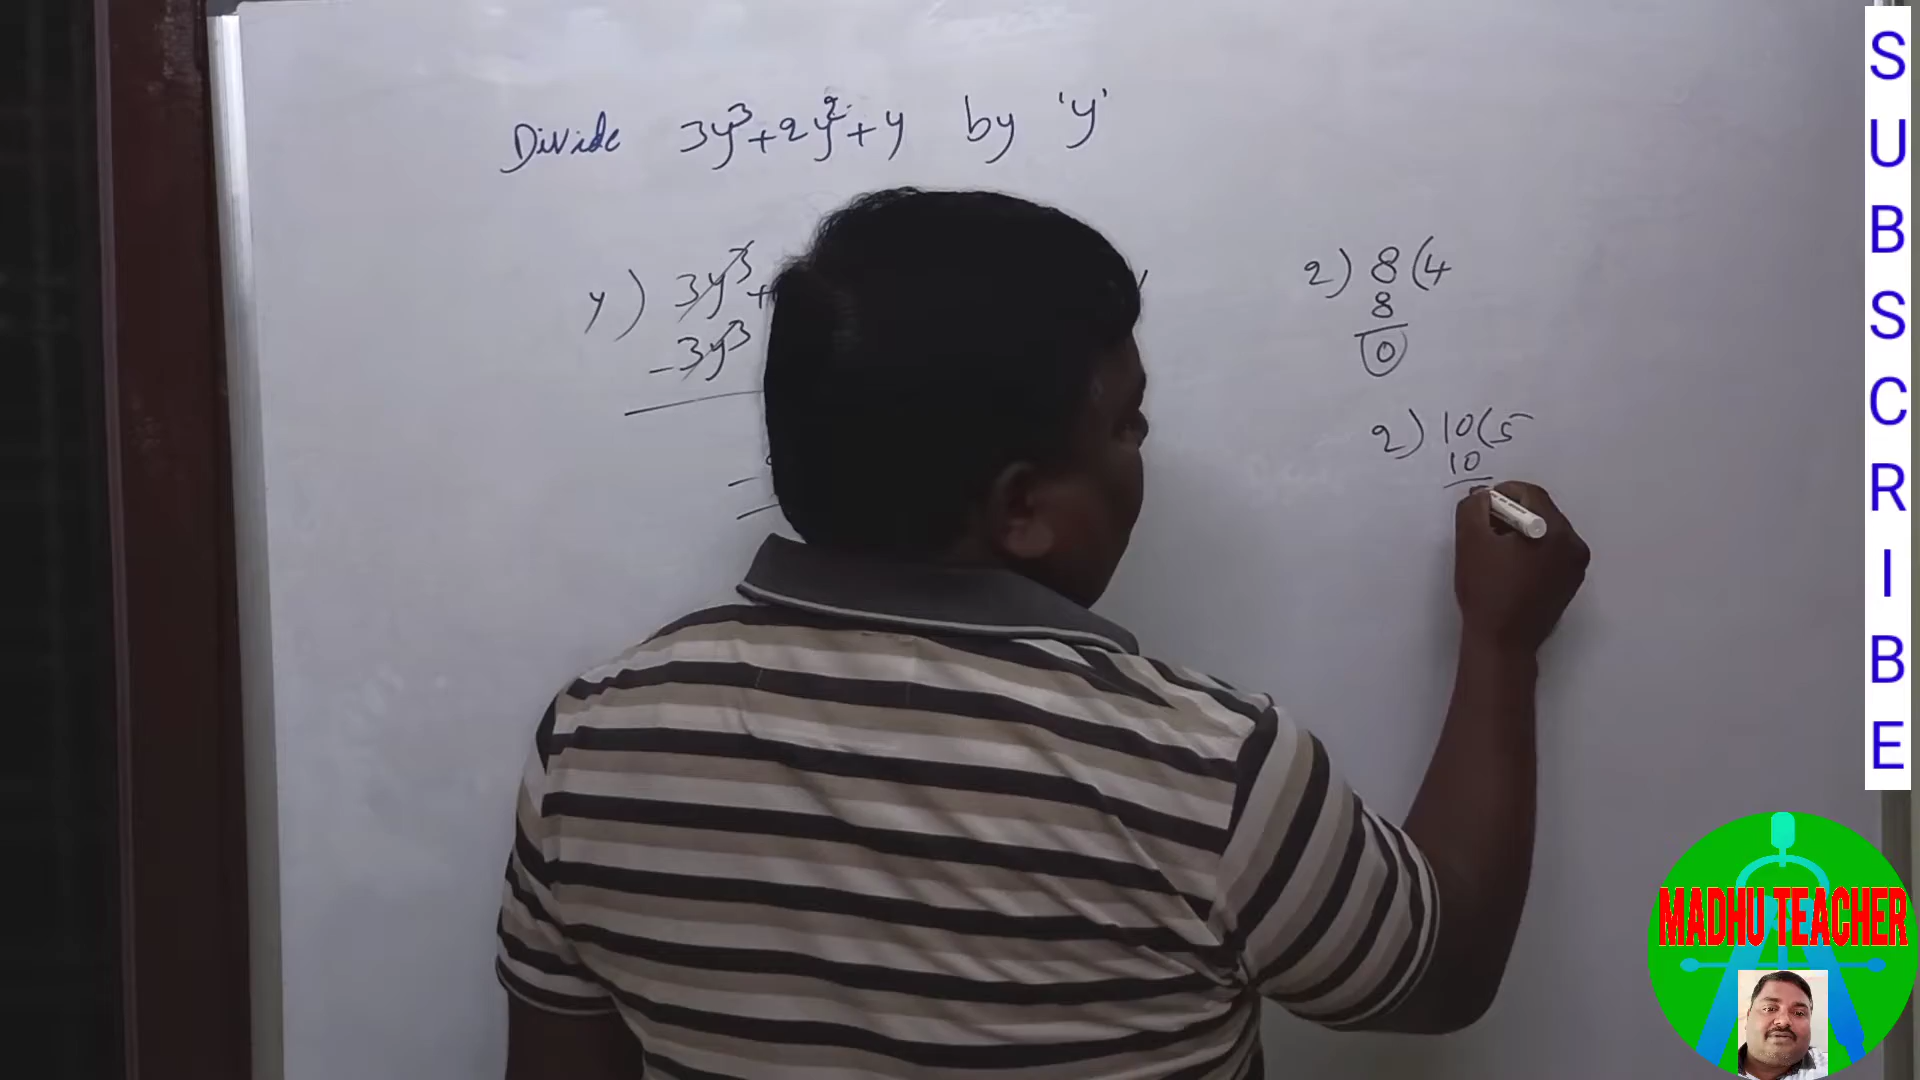 Divide 3y³+2y²+y by 'y'
y) 3y³+
-3y³
2) 8 (4
8
0
2) 10 (5
10
SUBSCRIBE
MADHU TEACHER